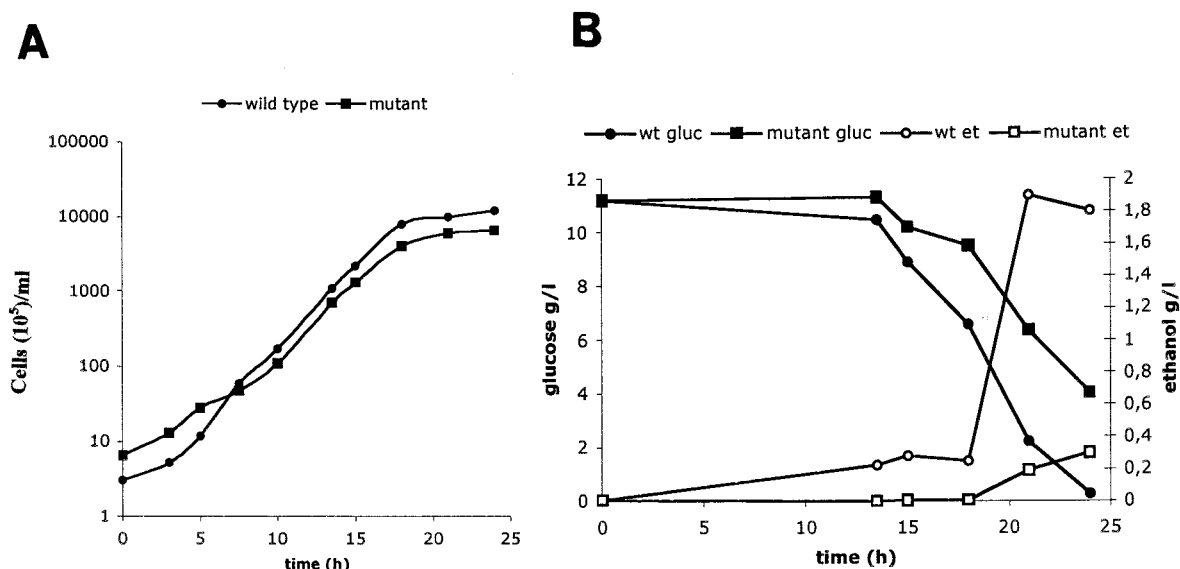 A
wild type mutant
Cells (10⁵)/ml
100000
10000
1000
100
10
1
0 5 10 15 20 25
time (h)
B
wt gluc mutant gluc wt et mutant et
glucose g/l
12
10
8
6
4
2
0
2
1,8
1,6
1,4
1,2
1
0,8
0,6
0,4
0,2
0
ethanol g/l
0 5 10 15 20 25
time (h)